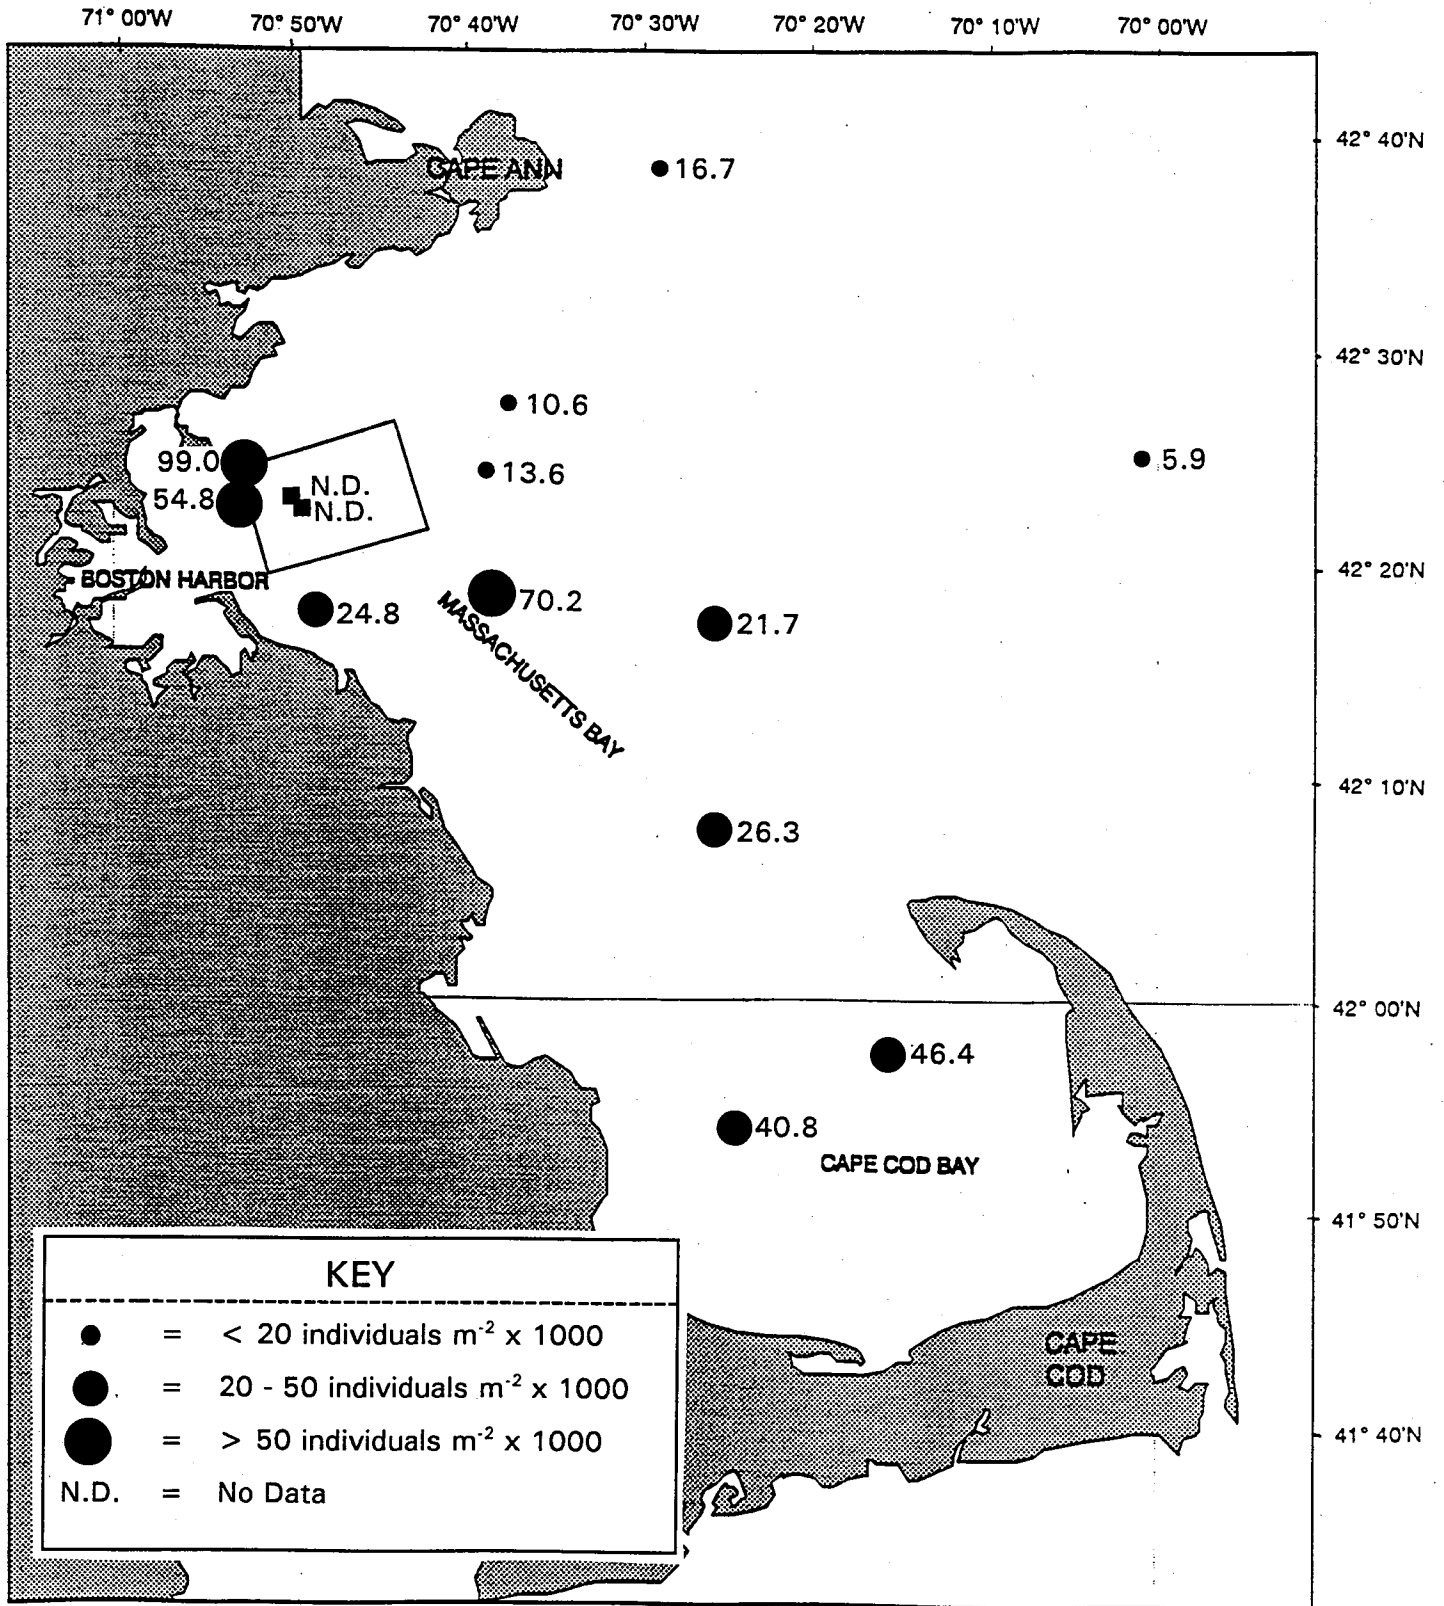 71° 00'W 70° 50'W 70° 40'W 70° 30'W 70° 20'W 70° 10'W 70° 00'W
42° 40'N
CAPE ANN
16.7
42° 30'N
10.6
99.0
13.6
5.9
54.8
N.D.
N.D.
42° 20'N
BOSTON HARBOR
24.8
70.2
21.7
MASSACHUSETTS BAY
42° 10'N
26.3
42° 00'N
46.4
40.8
CAPE COD BAY
41° 50'N
KEY
= < 20 individuals m⁻² x 1000
= 20 - 50 individuals m⁻² x 1000
= > 50 individuals m⁻² x 1000
N.D. = No Data
CAPE
COD
41° 40'N